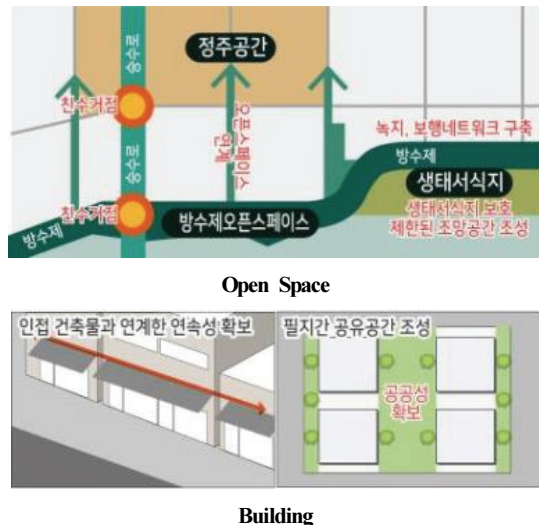 송수로
정주공간
친수거점
송수로
오픈스페이스
연계
녹지, 보행네트워크 구축
방수제
생태서식지
친수거점
방수제
방수제오픈스페이스
생태서식지 보호
제한된 조망공간 조성
Open Space
인접 건축물과 연계한 연속성 확보
필지간 공유공간 조성
공공성
확보
Building